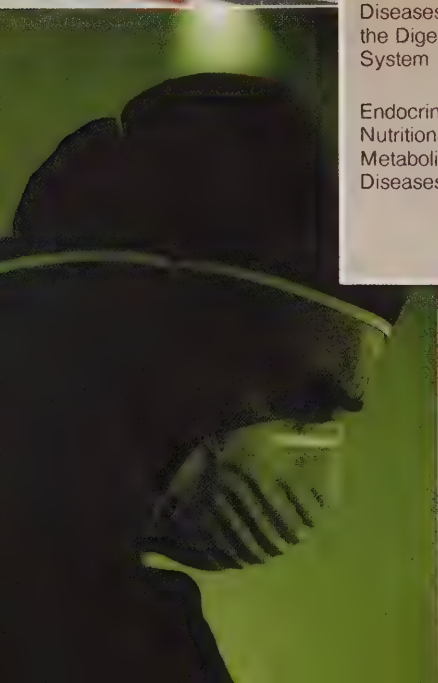 Diseases
the Dige
System
Endocrin
Nutrition
Metaboli
Diseases